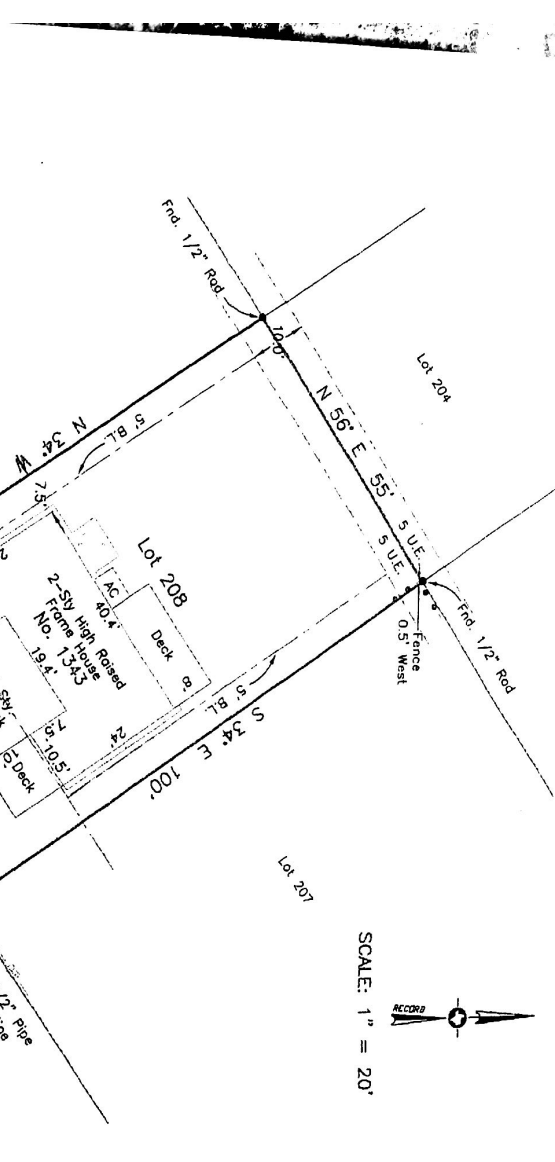 Fnd. 1/2" Rod
10.0'
Lot 204
N 56° E 55'
5 U.E.
5 U.E.
Fnd. 1/2" Rod
Fence
0.5' West
N 34° W
5' B.L
7.5'
Lot 208
AC
40.4'
Deck
8'
2-Sty High Raised
Frame House
No. 1343
19.4'
24'
5' B.L
S 34° E 100'
7.5'
10.5'
Deck
Lot 207
RECORD
SCALE: 1" = 20'
/2" Pipe